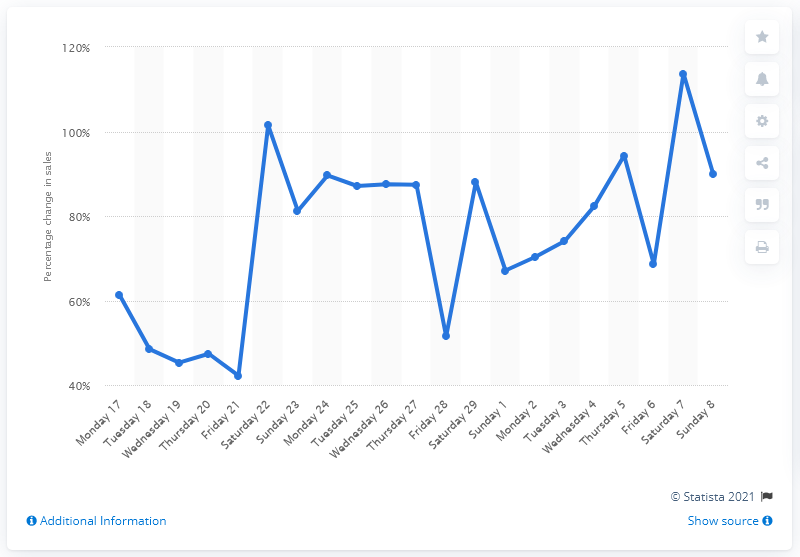 120%
100%
80%
60%
40%
Percentage change in sales
Monday 17
Tuesday 18
Wednesday 19
Thursday 20
Friday 21
Saturday 22
Sunday 23
Monday 24
Tuesday 25
Wednesday 26
Thursday 27
Friday 28
Saturday 29
Sunday 1
Monday 2
Tuesday 3
Wednesday 4
Thursday 5
Friday 6
Saturday 7
Sunday 8
© Statista 2021
Additional Information
Show source